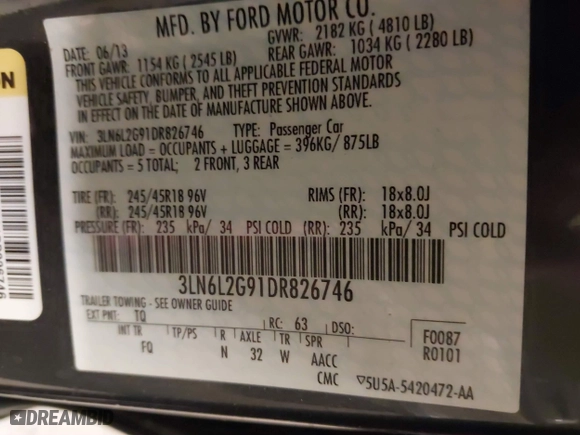 MFD. BY FORD MOTOR CO.
DATE: 06/13 GVWR: 2182 KG ( 4810 LB)
FRONT GAWR: 1154 KG ( 2545 LB) REAR GAWR: 1034 KG ( 2280 LB)
THIS VEHICLE CONFORMS TO ALL APPLICABLE FEDERAL MOTOR
VEHICLE SAFETY, BUMPER, AND THEFT PREVENTION STANDARDS
IN EFFECT ON THE DATE OF MANUFACTURE SHOWN ABOVE.
VIN: 3LN6L2G91DR826746 TYPE: Passenger Car
MAXIMUM LOAD = OCCUPANTS + LUGGAGE = 396KG/ 875LB
OCCUPANTS = 5 TOTAL; 2 FRONT, 3 REAR
TIRE (FR): 245/45R18 96V RIMS (FR): 18x8.0J
(RR): 245/45R18 96V (RR): 18x8.0J
PRESSURE (FR): 235 kPa/ 34 PSI COLD (RR): 235 kPa/ 34 PSI COLD
3LN6L2G91DR826746
TRAILER TOWING - SEE OWNER GUIDE
EXT PNT: TQ RC: 63 DSO: F0087
INT TR TP/PS R AXLE TR SPR R0101
FQ N 32 W AACC
CMC ▽5U5A-5420472-AA
DREAMBID